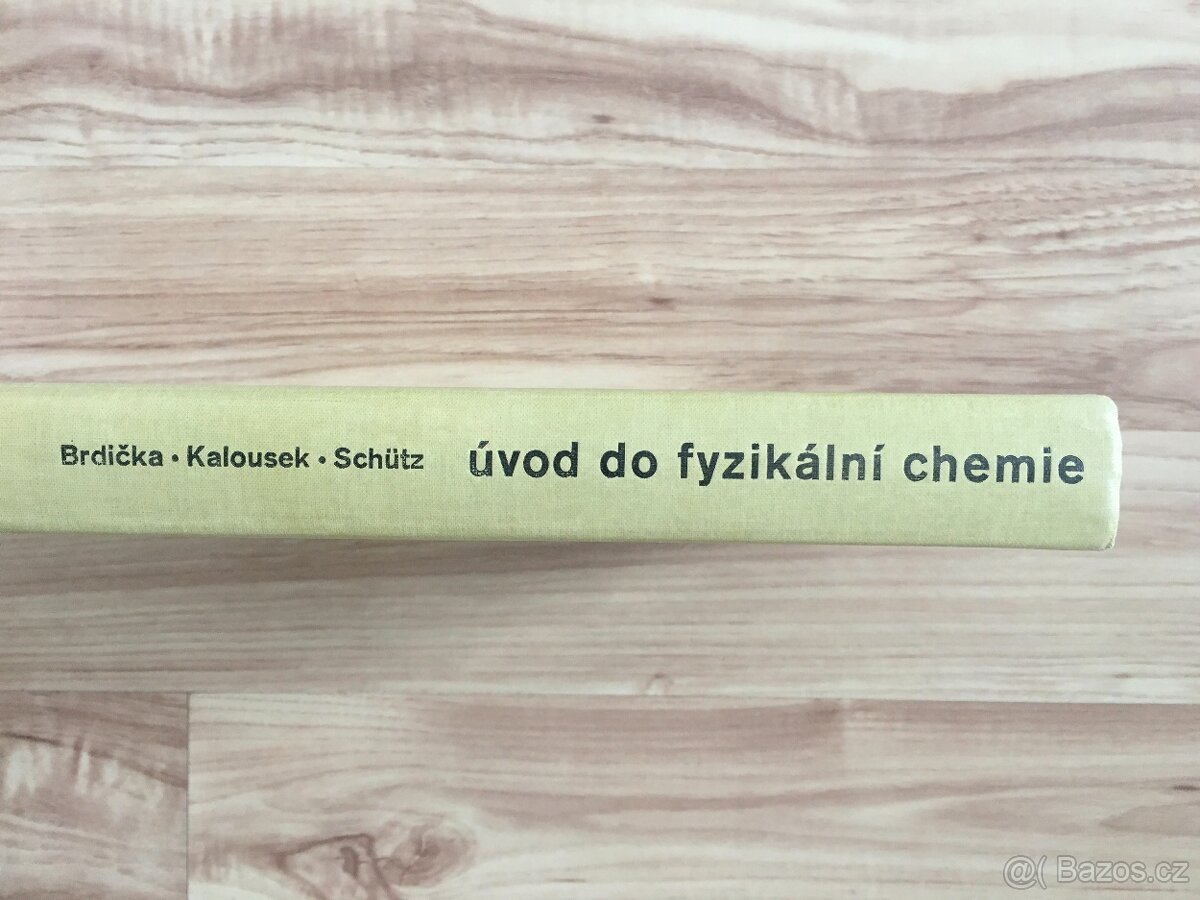 Brdička • Kalousek • Schütz úvod do fyzikální chemie
@( Bazos.cz